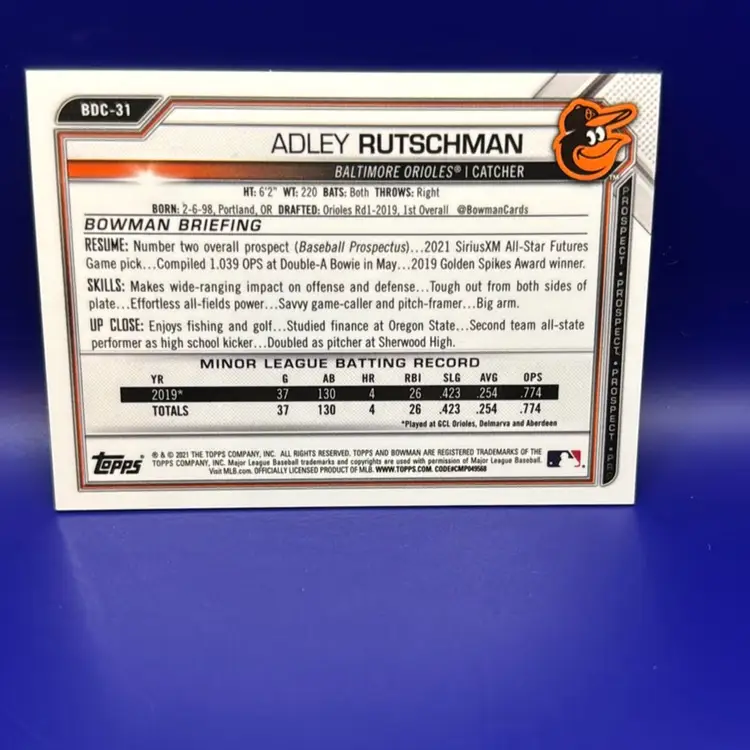 BDC-31
ADLEY RUTSCHMAN
BALTIMORE ORIOLES® | CATCHER
HT: 6'2" WT: 220 BATS: Both THROWS: Right
BORN: 2-6-98, Portland, OR DRAFTED: Orioles Rd1-2019, 1st Overall @BowmanCards
BOWMAN BRIEFING
RESUME: Number two overall prospect (Baseball Prospectus)...2021 SiriusXM All-Star Futures
Game pick...Compiled 1.039 OPS at Double-A Bowie in May...2019 Golden Spikes Award winner.
SKILLS: Makes wide-ranging impact on offense and defense...Tough out from both sides of
plate...Effortless all-fields power...Savvy game-caller and pitch-framer...Big arm.
UP CLOSE: Enjoys fishing and golf...Studied finance at Oregon State...Second team all-state
performer as high school kicker...Doubled as pitcher at Sherwood High.
MINOR LEAGUE BATTING RECORD
YR G AB HR RBI SLG AVG OPS
2019* 37 130 4 26 .423 .254 .774
TOTALS 37 130 4 26 .423 .254 .774
*Played at GCL Orioles, Delmarva and Aberdeen
TOPPS ® & © 2021 THE TOPPS COMPANY, INC. ALL RIGHTS RESERVED. TOPPS AND BOWMAN ARE REGISTERED TRADEMARKS OF THE
TOPPS COMPANY, INC. Major League Baseball trademarks and copyrights are used with permission of Major League Baseball.
Visit MLB.com. OFFICIALLY LICENSED PRODUCT OF MLB. WWW.TOPPS.COM. CODE#CMP049568
PROSPECT • PROSPECT • PROSPECT • PR